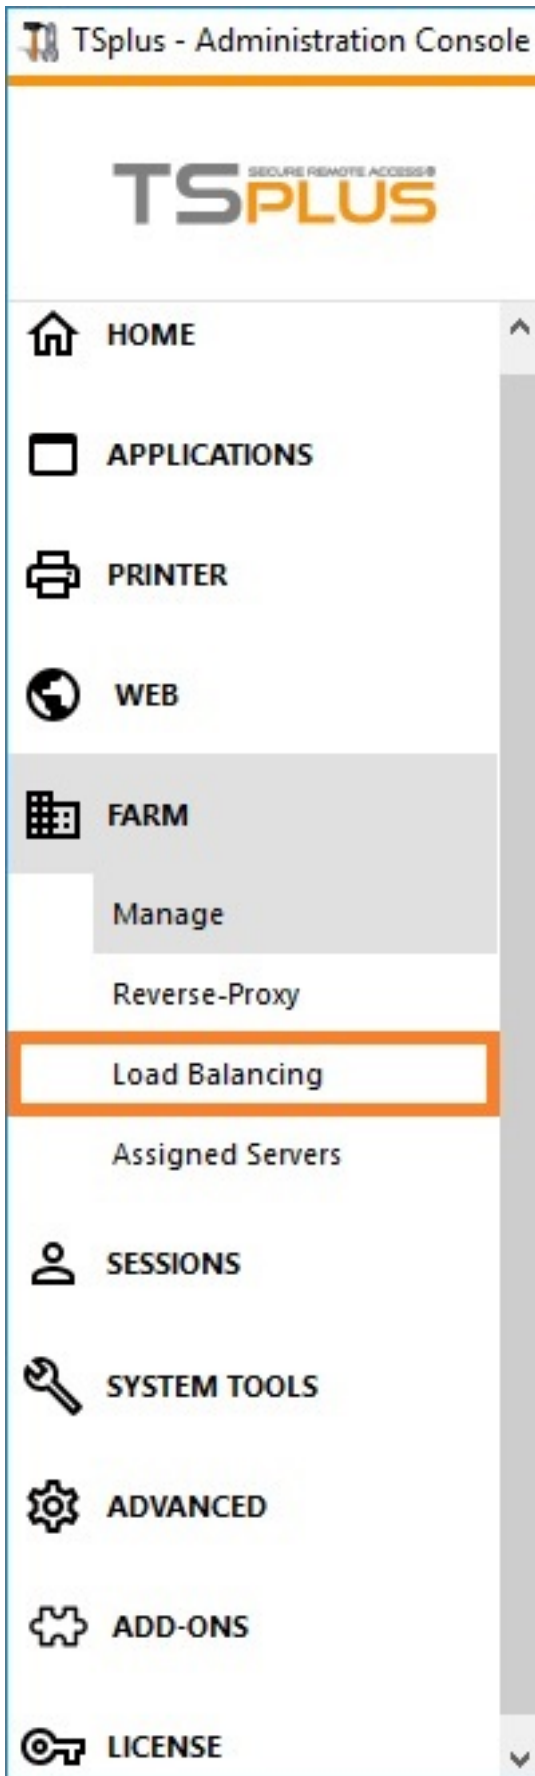 TSplus - Administration Console
SECURE REMOTE ACCESS®
TSPLUS
HOME
APPLICATIONS
PRINTER
WEB
FARM
Manage
Reverse-Proxy
Load Balancing
Assigned Servers
SESSIONS
SYSTEM TOOLS
ADVANCED
ADD-ONS
LICENSE